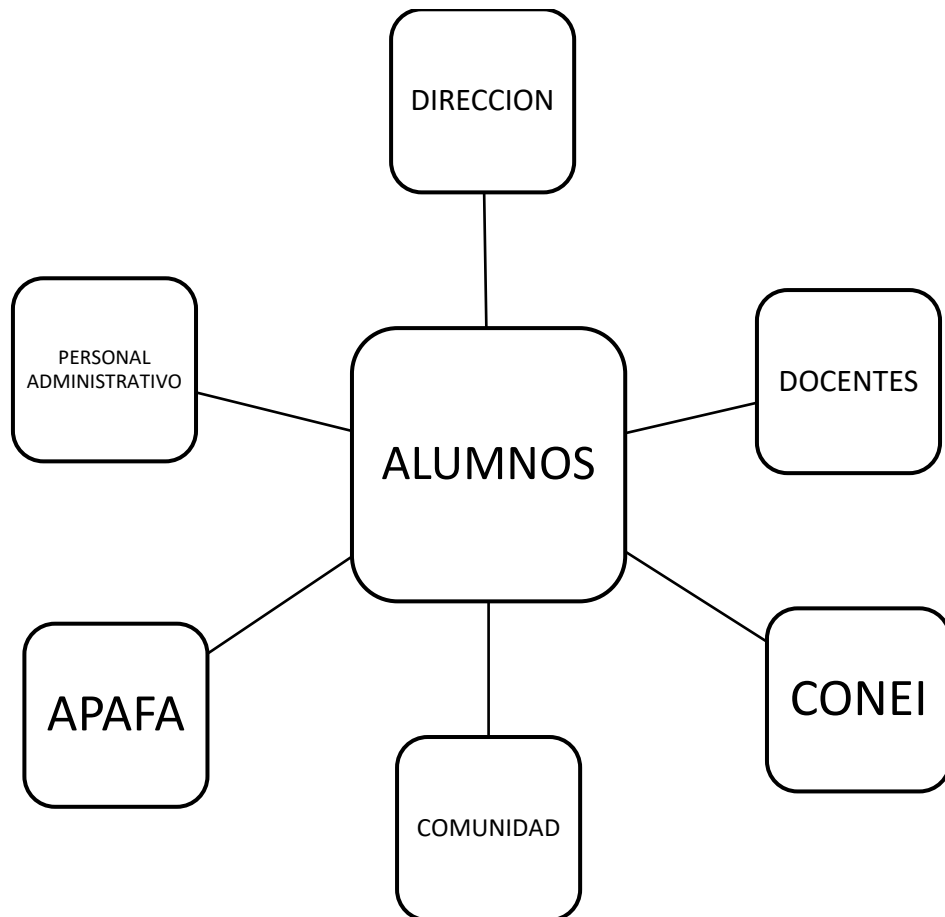 DIRECCION
PERSONAL
ADMINISTRATIVO
DOCENTES
ALUMNOS
APAFA
CONEI
COMUNIDAD